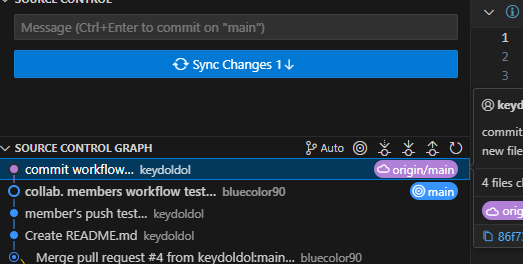 SOURCE CONTROL
Message (Ctrl+Enter to commit on "main")
Sync Changes 1↓
SOURCE CONTROL GRAPH
Auto
commit workflow... keydoldol origin/main
collab. members workflow test... bluecolor90 main
member's push test... keydoldol
Create README.md keydoldol
Merge pull request #4 from keydoldol:main...
1
2
3
keydo
commit
new file
4 files ch
orig
86f7